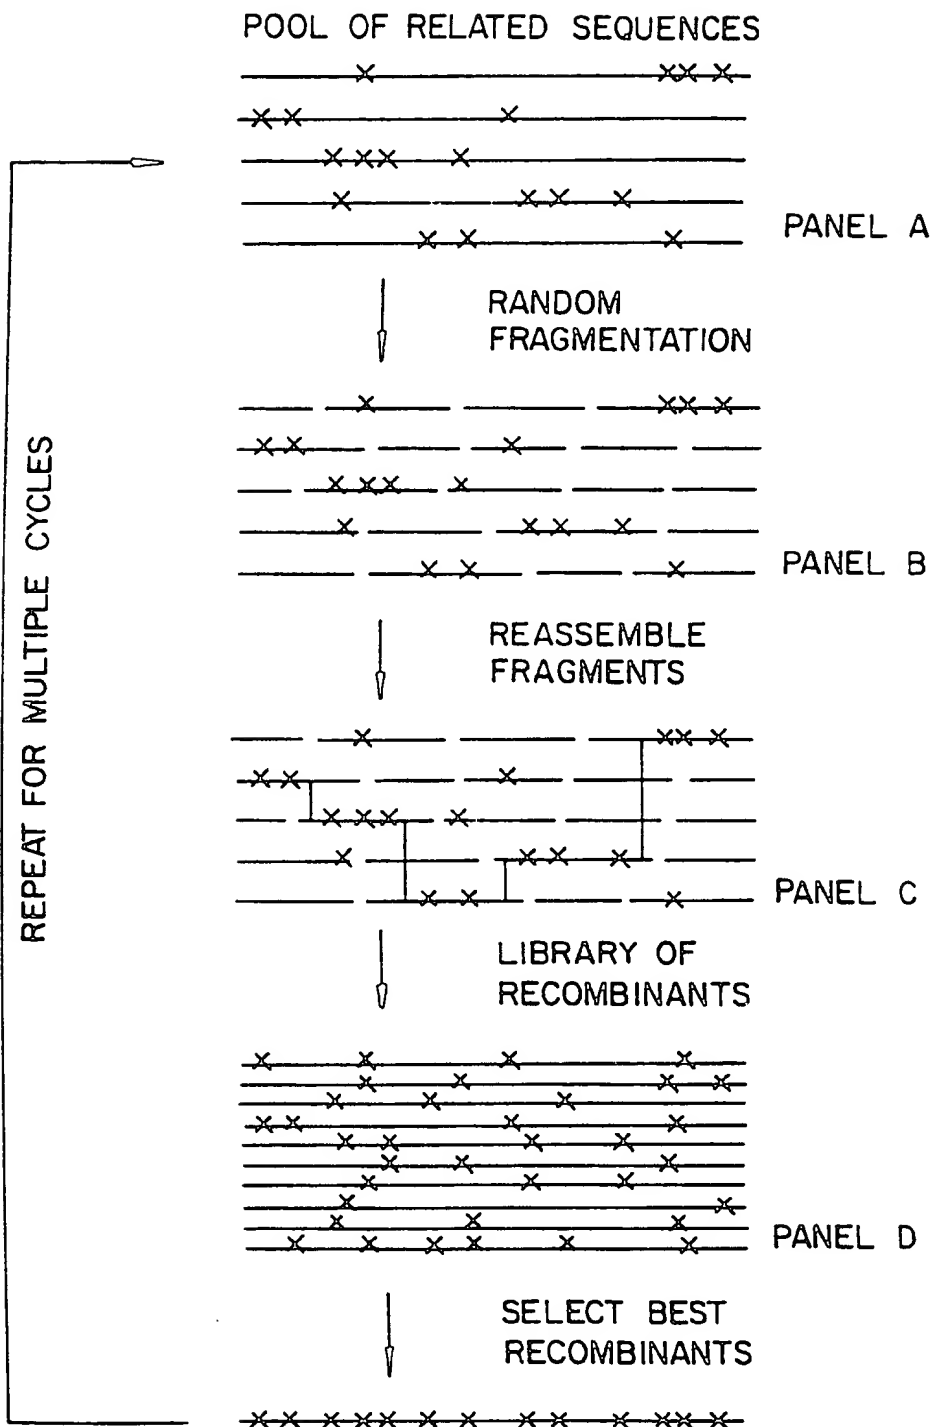 POOL OF RELATED SEQUENCES
PANEL A
RANDOM
FRAGMENTATION
PANEL B
REASSEMBLE
FRAGMENTS
PANEL C
LIBRARY OF
RECOMBINANTS
PANEL D
SELECT BEST
RECOMBINANTS
REPEAT FOR MULTIPLE CYCLES